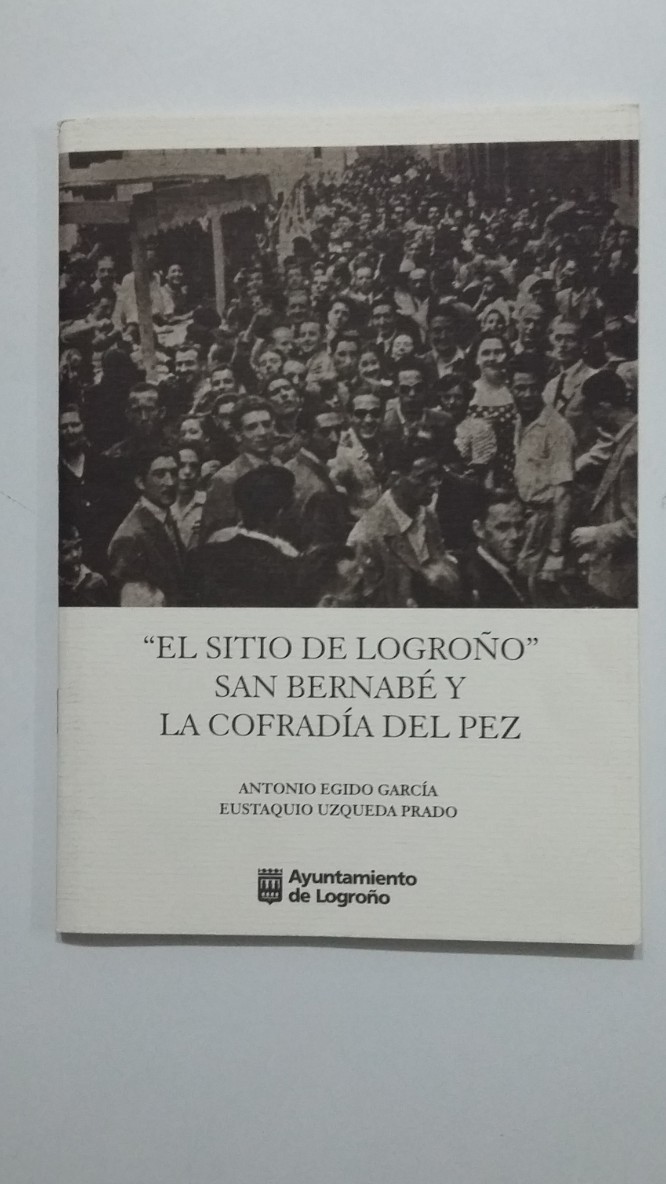 “EL SITIO DE LOGROÑO”
SAN BERNABÉ Y
LA COFRADÍA DEL PEZ
ANTONIO EGIDO GARCÍA
EUSTAQUIO UZQUEDA PRADO
Ayuntamiento
de Logroño